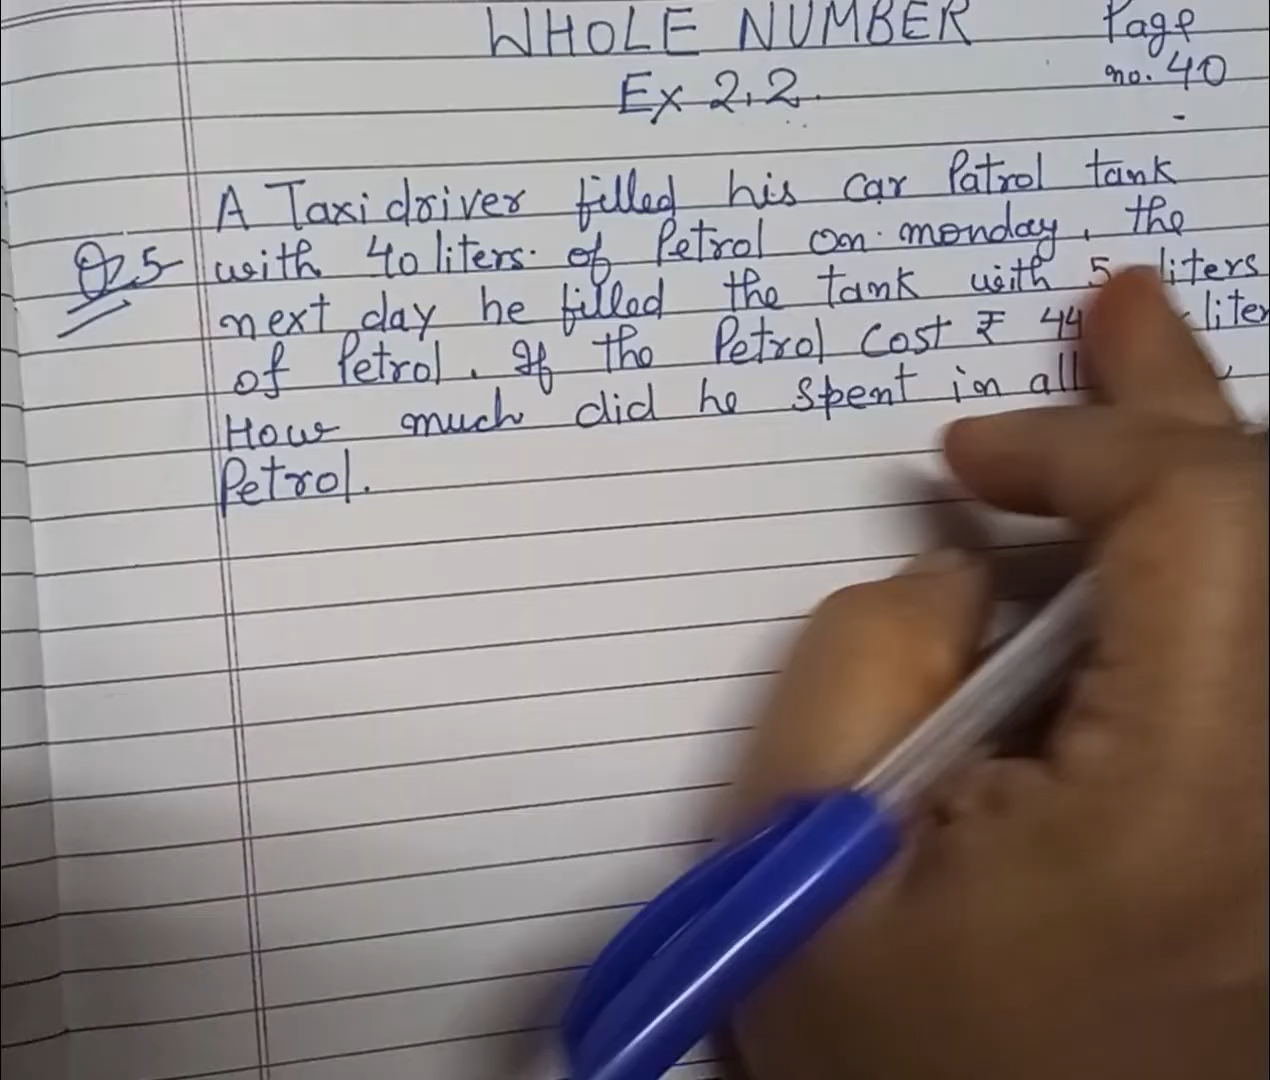 WHOLE NUMBER Page
Ex 2.2. no. 40
A Taxi driver filled his car Patrol tank
Q.5 with 40 liters of Petrol on monday. the
next day he filled the tank with 5 liters
of Petrol. If the Petrol cost ₹ 44 liter
How much did he spent in all
Petrol.